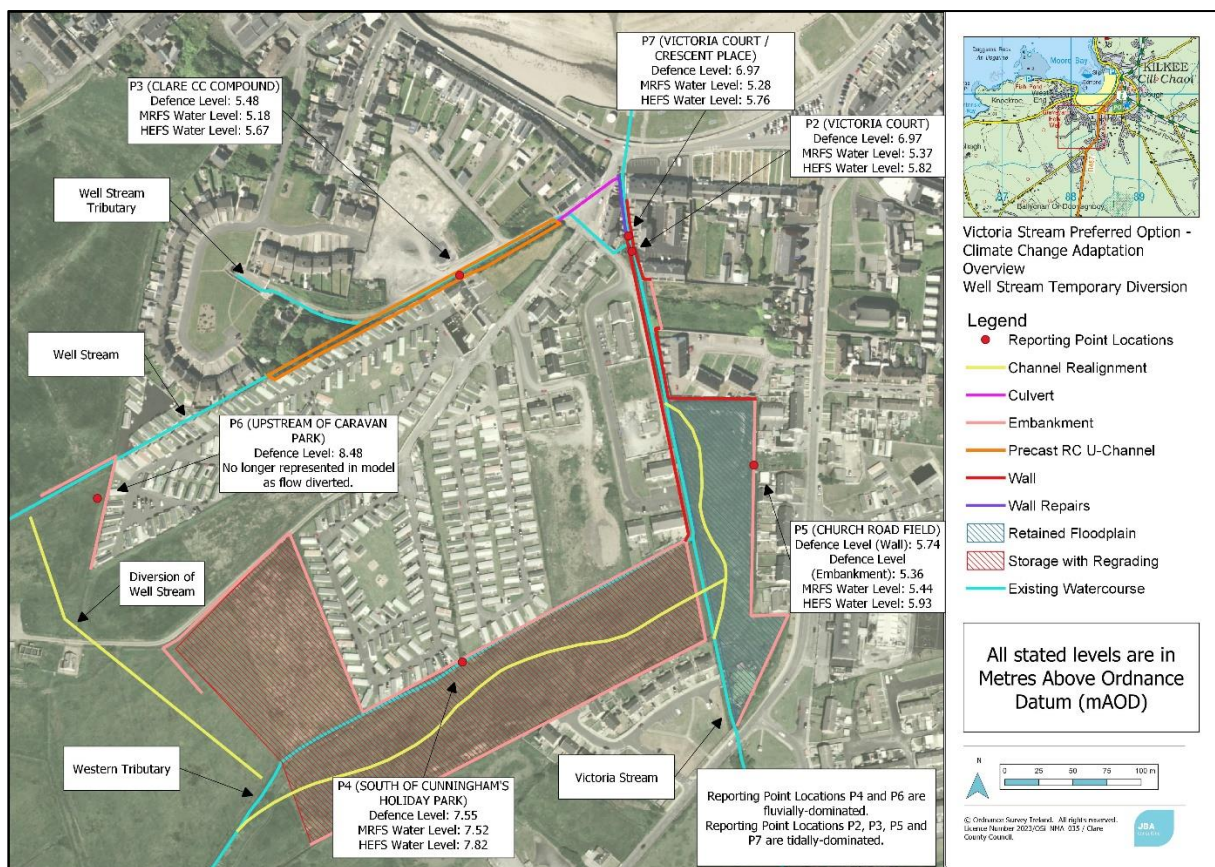 P7 (VICTORIA COURT /
CRESCENT PLACE)
Defence Level: 6.97
MRFS Water Level: 5.28
HEFS Water Level: 5.76
P3 (CLARE CC COMPOUND)
Defence Level: 5.48
MRFS Water Level: 5.18
HEFS Water Level: 5.67
P2 (VICTORIA COURT)
Defence Level: 6.97
MRFS Water Level: 5.37
HEFS Water Level: 5.82
Well Stream
Tributary
Well Stream
P6 (UPSTREAM OF CARAVAN
PARK)
Defence Level: 8.48
No longer represented in model
as flow diverted.
P5 (CHURCH ROAD FIELD)
Defence Level (Wall): 5.74
Defence Level
(Embankment): 5.36
MRFS Water Level: 5.44
HEFS Water Level: 5.93
Diversion of
Well Stream
Western Tributary
P4 (SOUTH OF CUNNINGHAM'S
HOLIDAY PARK)
Defence Level: 7.55
MRFS Water Level: 7.52
HEFS Water Level: 7.82
Victoria Stream
Reporting Point Locations P4 and P6 are
fluvially-dominated.
Reporting Point Locations P2, P3, P5 and
P7 are tidally-dominated.
Moore Bay
KILKEE
Cill Chaoi
87
88
89
Victoria Stream Preferred Option -
Climate Change Adaptation
Overview
Well Stream Temporary Diversion
Legend
Reporting Point Locations
Channel Realignment
Culvert
Embankment
Precast RC U-Channel
Wall
Wall Repairs
Retained Floodplain
Storage with Regrading
Existing Watercourse
All stated levels are in
Metres Above Ordnance
Datum (mAOD)
N
0 25 50 75 100 m
© Ordnance Survey Ireland. All rights reserved.
Licence Number 2023/OSi_NMA_035 / Clare
County Council.
JBA